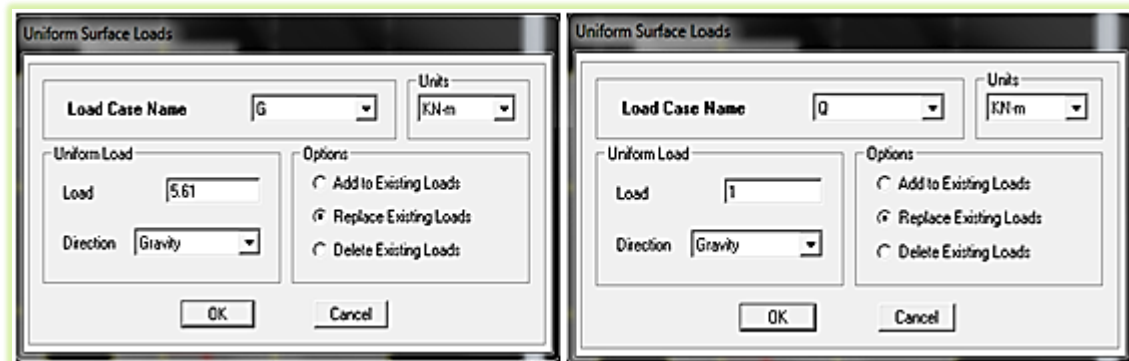 Uniform Surface Loads
Load Case Name G
Units
KN-m
Uniform Load
Load 5.61
Direction Gravity
Options
Add to Existing Loads
Replace Existing Loads
Delete Existing Loads
OK Cancel
Uniform Surface Loads
Load Case Name Q
Units
KN-m
Uniform Load
Load 1
Direction Gravity
Options
Add to Existing Loads
Replace Existing Loads
Delete Existing Loads
OK Cancel